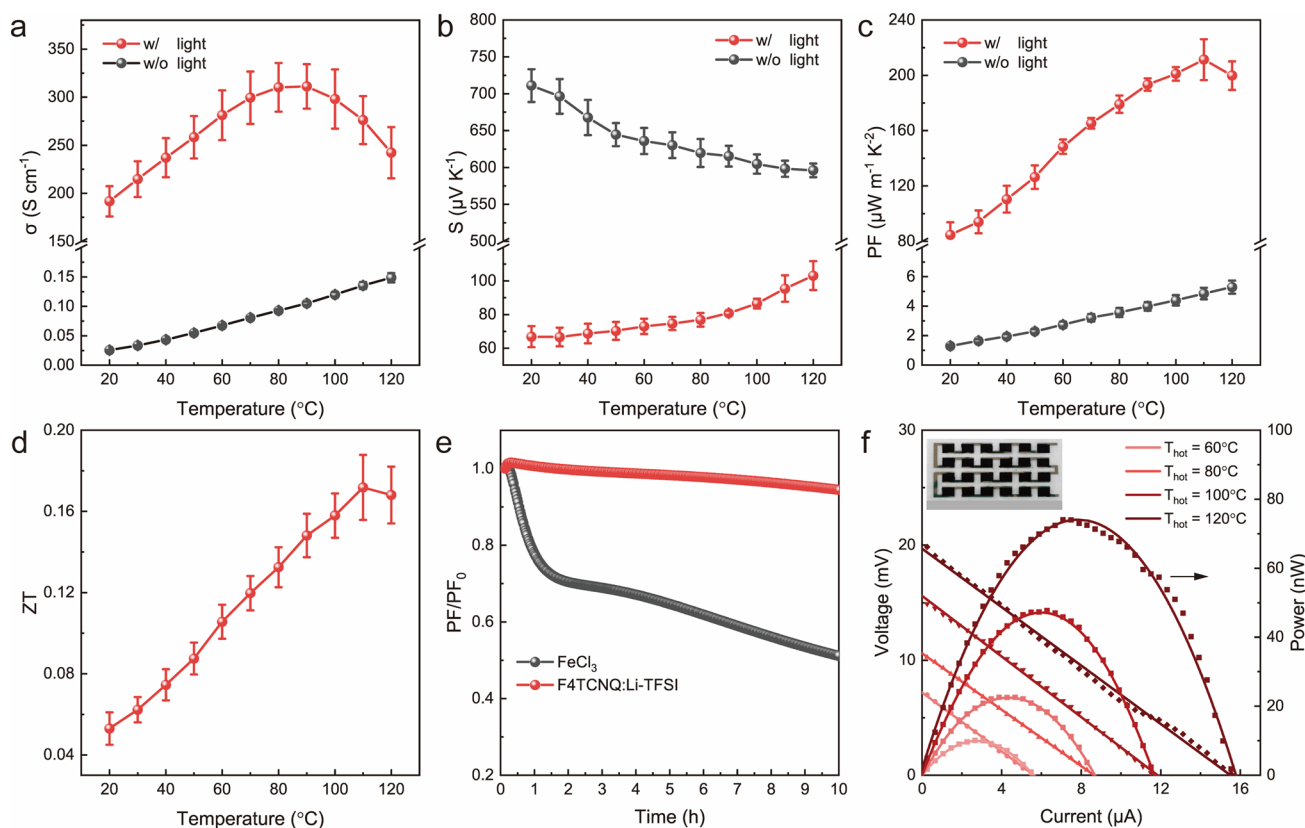 a
w/ light
w/o light
σ (S cm⁻¹)
350
300
250
200
150
0.15
0.10
0.05
0.00
20 40 60 80 100 120
Temperature (°C)
b
w/ light
w/o light
S (µV K⁻¹)
800
750
700
650
600
550
500
100
80
60
20 40 60 80 100 120
Temperature (°C)
c
w/ light
w/o light
PF (µW m⁻¹ K⁻²)
240
200
160
120
80
6
4
2
0
20 40 60 80 100 120
Temperature (°C)
d
ZT
0.20
0.16
0.12
0.08
0.04
20 40 60 80 100 120
Temperature (°C)
e
PF/PF₀
1.0
0.8
0.6
0.4
0.2
FeCl₃
F4TCNQ:Li-TFSI
0 1 2 3 4 5 6 7 8 9 10
Time (h)
f
Voltage (mV)
30
20
10
0
T_hot = 60°C
T_hot = 80°C
T_hot = 100°C
T_hot = 120°C
100
80
60
40
20
0
Power (nW)
0 4 8 12 16
Current (µA)